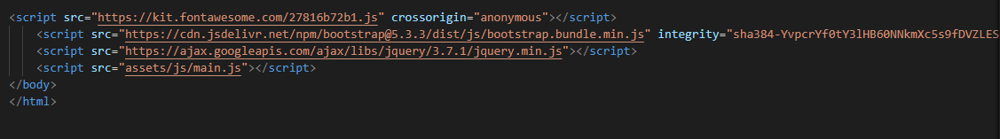 <script src="https://kit.fontawesome.com/27816b72b1.js" crossorigin="anonymous"></script>
<script src="https://cdn.jsdelivr.net/npm/bootstrap@5.3.3/dist/js/bootstrap.bundle.min.js" integrity="sha384-YvpcrYf0tY3lHB60NNkmXc5s9fDVZLES
<script src="https://ajax.googleapis.com/ajax/libs/jquery/3.7.1/jquery.min.js"></script>
<script src="assets/js/main.js"></script>
</body>
</html>